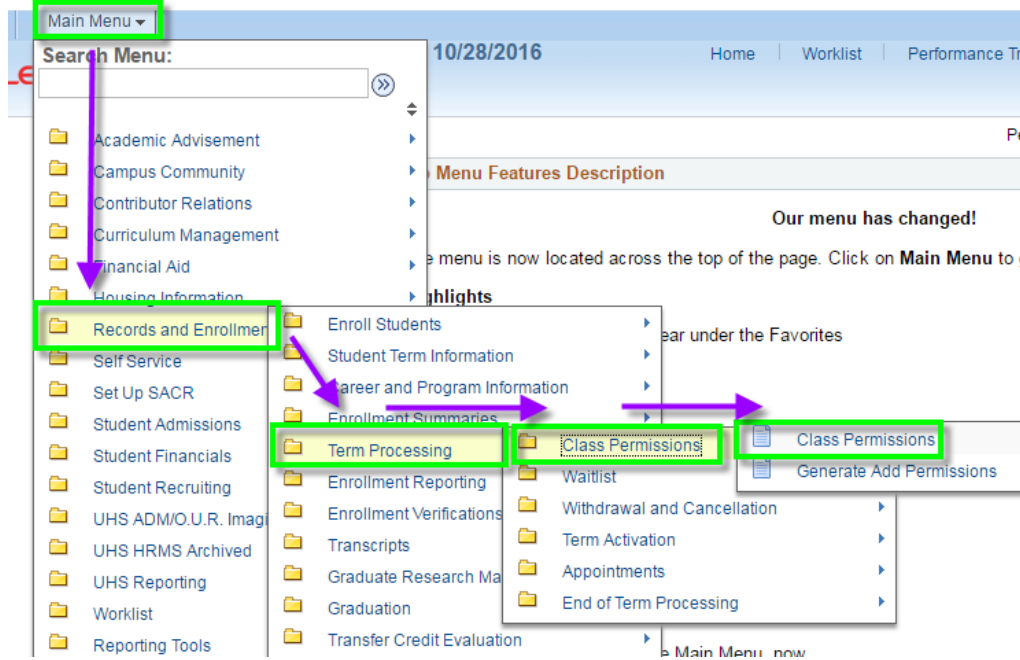 Main Menu
Search Menu:
10/28/2016
Home
Worklist
Performance
Academic Advisement
Campus Community
Menu Features Description
Contributor Relations
Our menu has changed!
Curriculum Management
e menu is now located across the top of the page. Click on Main Menu to
Financial Aid
Housing Information
ghlights
Records and Enrollmen
Enroll Students
ear under the Favorites
Self Service
Student Term Information
Set Up SACR
Career and Program Information
Student Admissions
Enrollment Summaries
Student Financials
Term Processing
Class Permissions
Class Permissions
Student Recruiting
Enrollment Reporting
Waitlist
Generate Add Permissions
UHS ADM/O.U.R. Imagi
Enrollment Verifications
Withdrawal and Cancellation
UHS HRMS Archived
Transcripts
Term Activation
UHS Reporting
Graduate Research Ma
Appointments
Worklist
Graduation
End of Term Processing
Reporting Tools
Transfer Credit Evaluation
e Main Menu, now